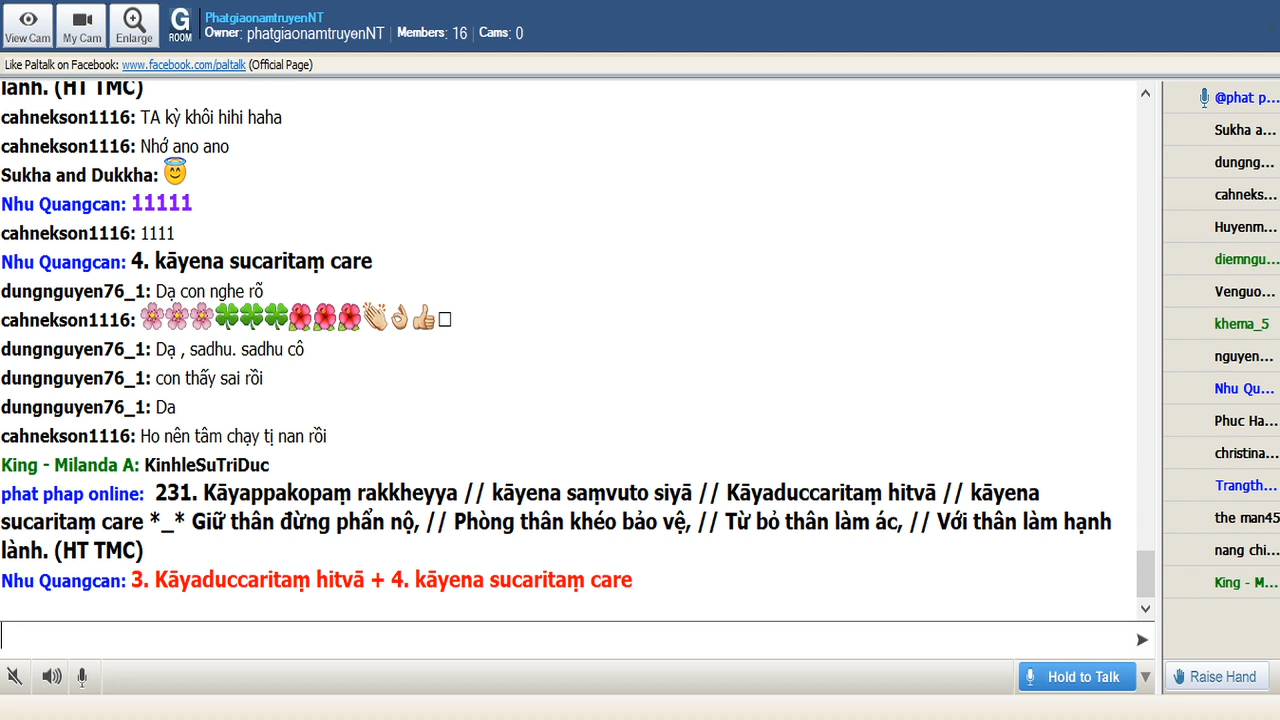 View Cam
My Cam
Enlarge
G
ROOM
PhatgiaonamtruyenNT
Owner: phatgiaonamtruyenNT | Members: 16 | Cams: 0
Like Paltalk on Facebook: www.facebook.com/paltalk (Official Page)
lành. (HT TMC)
cahnekson1116: TA kỳ khôi hihi haha
cahnekson1116: Nhớ ano ano
Sukha and Dukkha: 😇
Nhu Quangcan: 11111
cahnekson1116: 1111
Nhu Quangcan: 4. kāyena sucaritaṃ care
dungnguyen76_1: Dạ con nghe rõ
cahnekson1116: 🌸🌸🌸🍀🍀🍀🌺🌺🌺👏👌👍□
dungnguyen76_1: Dạ , sadhu. sadhu cô
dungnguyen76_1: con thấy sai rồi
dungnguyen76_1: Da
cahnekson1116: Ho nên tâm chạy tị nan rồi
King - Milanda A: KinhleSuTriDuc
phat phap online: 231. Kāyappakopaṃ rakkheyya // kāyena saṃvuto siyā // Kāyaduccaritaṃ hitvā // kāyena
sucaritaṃ care *_* Giữ thân đừng phẩn nộ, // Phòng thân khéo bảo vệ, // Từ bỏ thân làm ác, // Với thân làm hạnh
lành. (HT TMC)
Nhu Quangcan: 3. Kāyaduccaritaṃ hitvā + 4. kāyena sucaritaṃ care
@phat p...
Sukha a...
dungng...
cahneks...
Huyenm...
diemngu...
Venguo...
khema_5
nguyen...
Nhu Qu...
Phuc Ha...
christina...
Trangth...
the man45
nang chi...
King - M...
Hold to Talk
Raise Hand